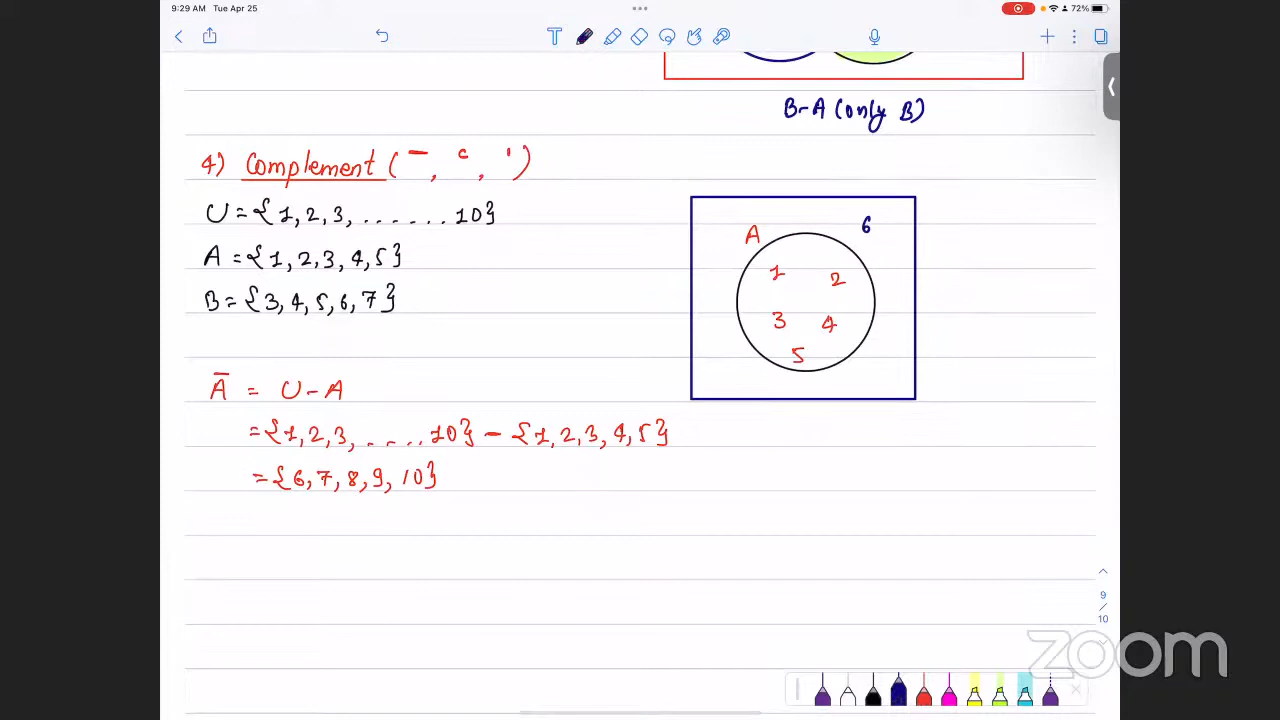 9:29 AM Tue Apr 25
72%
B-A (only B)
4) Complement ( ‾ , c , ' )
U = {1, 2, 3, ....... 10}
A = {1, 2, 3, 4, 5}
B = {3, 4, 5, 6, 7}
A 6
1 2
3 4
5
Ā = U - A
= {1, 2, 3, ..... 10} - {1, 2, 3, 4, 5}
= {6, 7, 8, 9, 10}
9
/
10
zoom